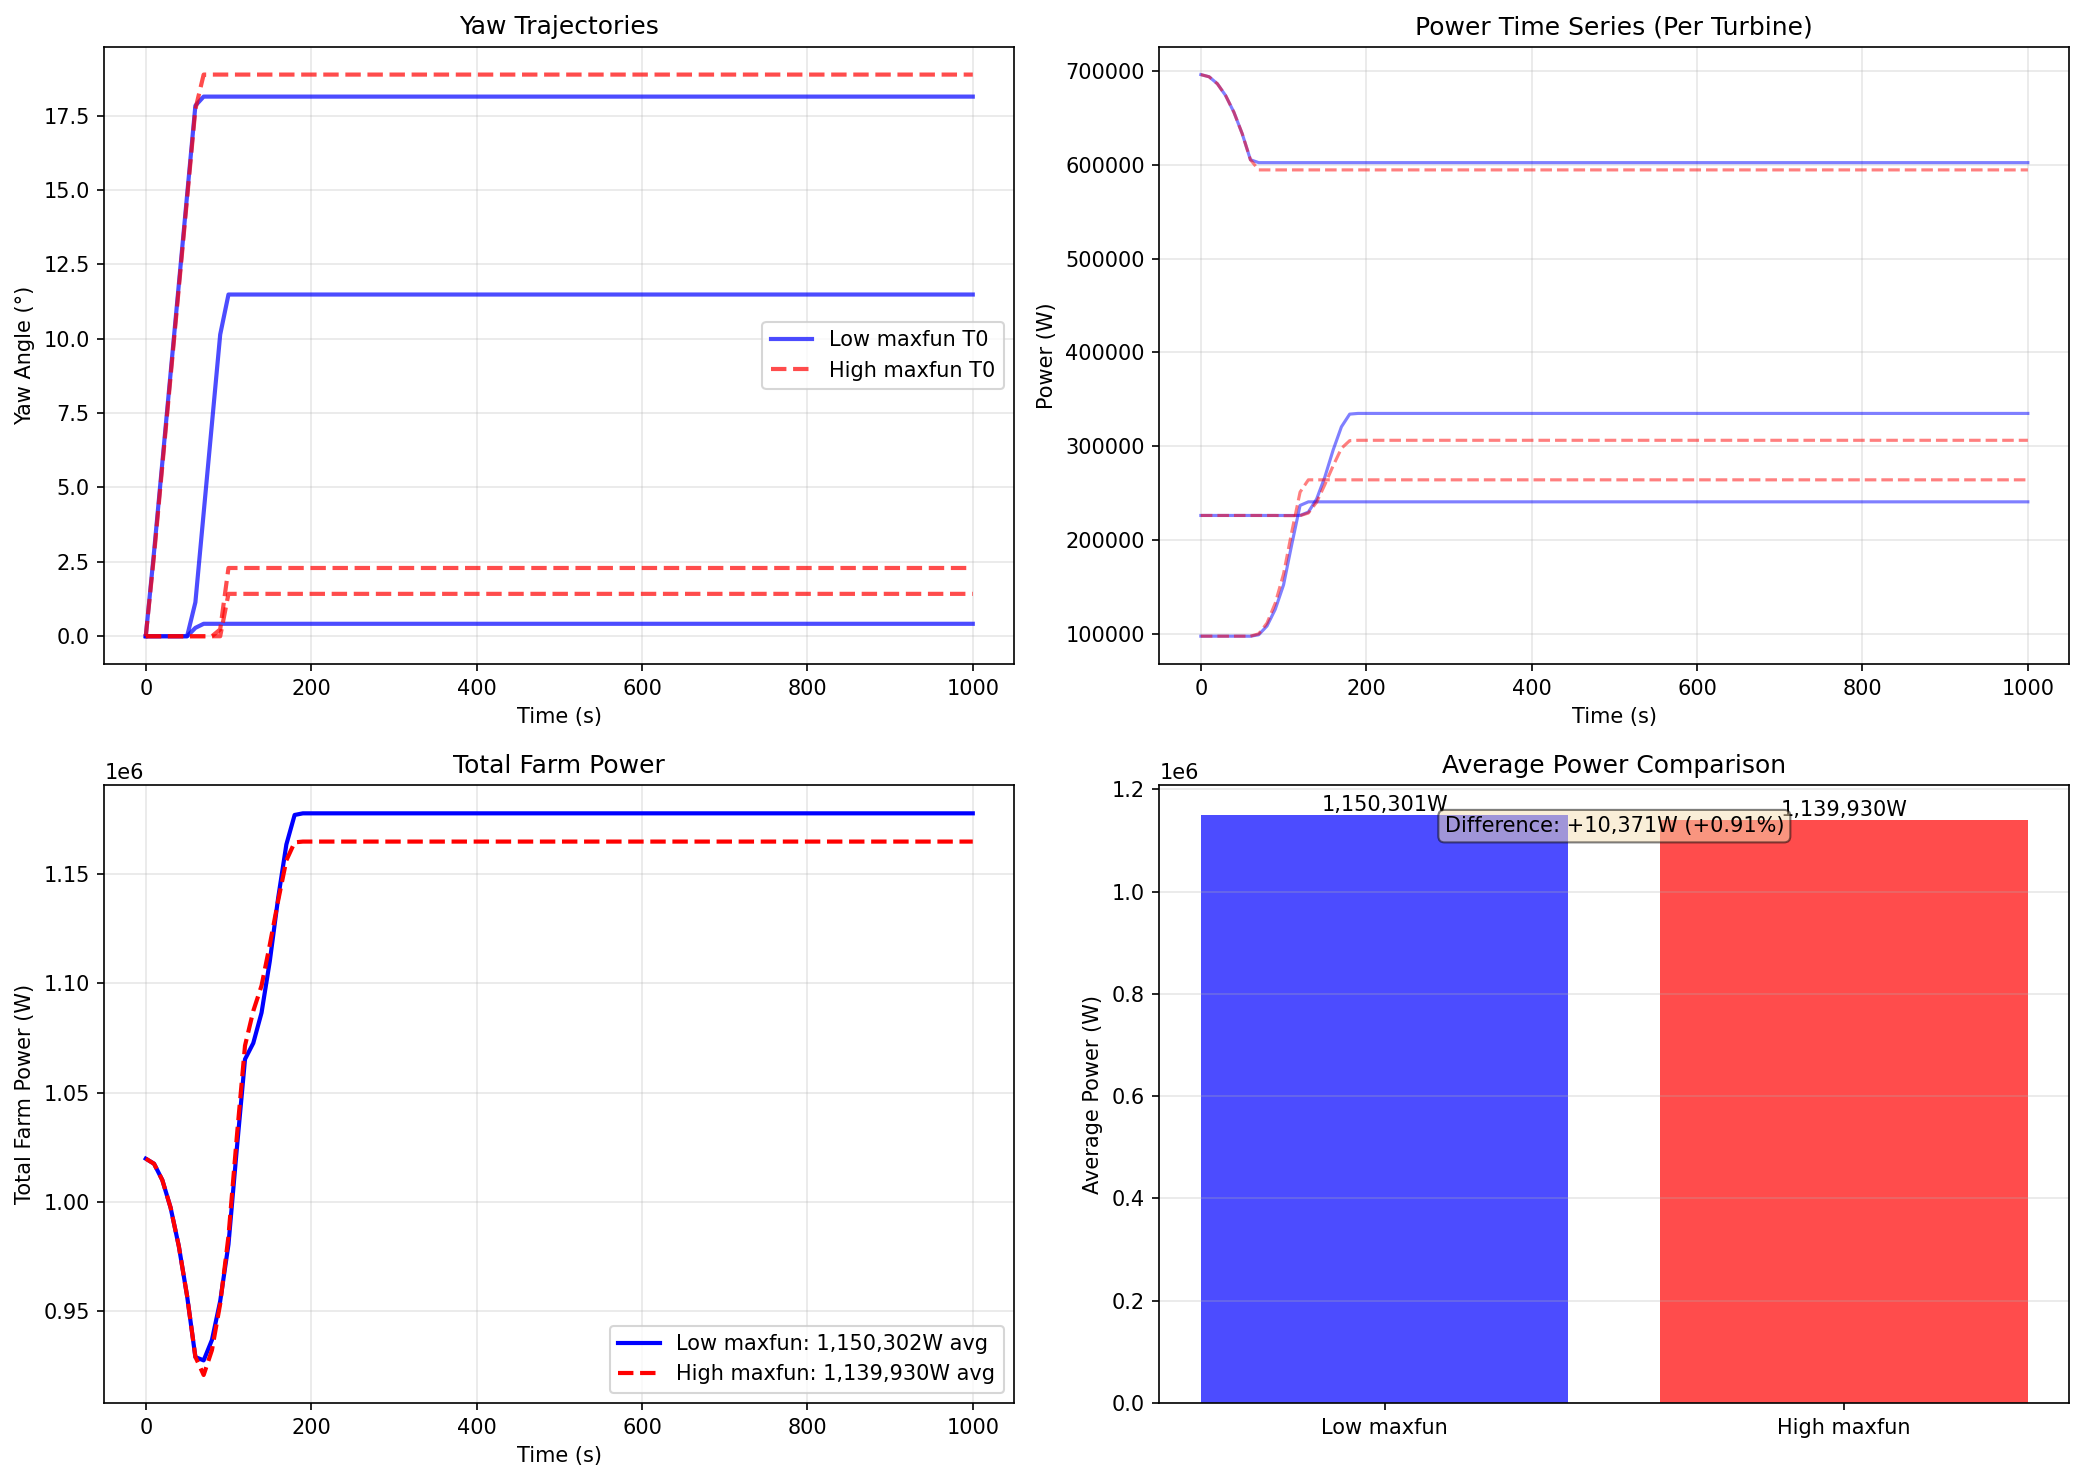 Yaw Trajectories
17.5
15.0
12.5
10.0
7.5
5.0
2.5
0.0
Yaw Angle (°)
Low maxfun T0
High maxfun T0
0 200 400 600 800 1000
Time (s)
Power Time Series (Per Turbine)
700000
600000
500000
400000
300000
200000
100000
Power (W)
0 200 400 600 800 1000
Time (s)
Total Farm Power
1e6
1.15
1.10
1.05
1.00
0.95
Total Farm Power (W)
Low maxfun: 1,150,302W avg
High maxfun: 1,139,930W avg
0 200 400 600 800 1000
Time (s)
Average Power Comparison
1e6
1.2
1.0
0.8
0.6
0.4
0.2
0.0
Average Power (W)
1,150,301W
1,139,930W
Difference: +10,371W (+0.91%)
Low maxfun High maxfun